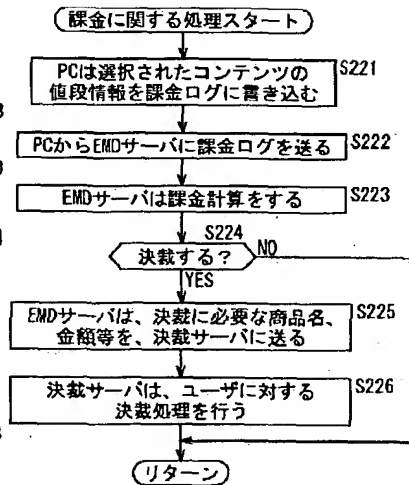 課金に関する処理スタート
S221
PCは選択されたコンテンツの
値段情報を課金ログに書き込む
PCからEMDサーバに課金ログを送る
S222
EMDサーバは課金計算をする
S223
S224
決裁する？
NO
YES
S225
EMDサーバは、決裁に必要な商品名、
金額等を、決裁サーバに送る
S226
決裁サーバは、ユーザに対する
決裁処理を行う
リターン